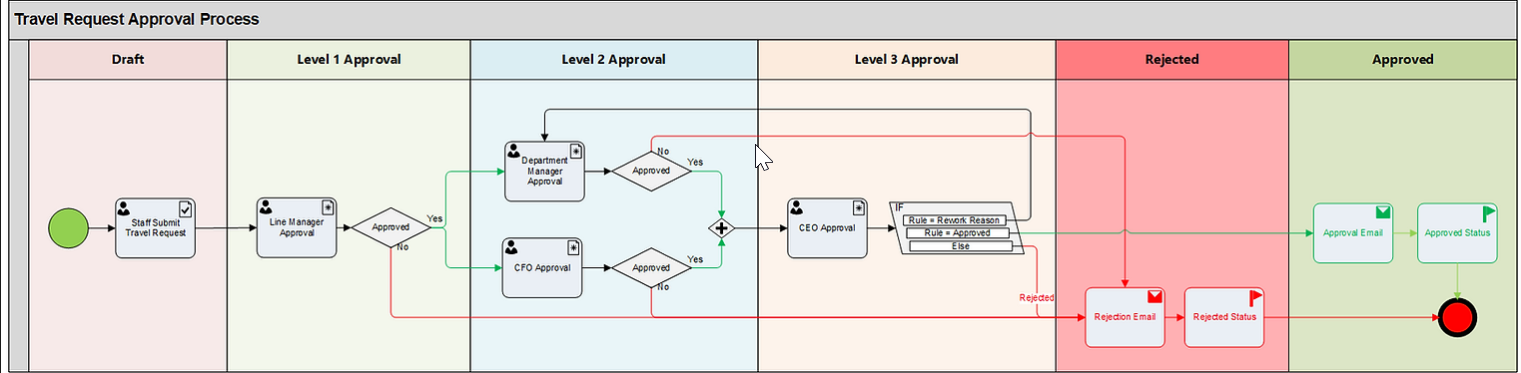 Travel Request Approval Process
Draft
Level 1 Approval
Level 2 Approval
Level 3 Approval
Rejected
Approved
Staff Submit
Travel Request
Line Manager
Approval
Approved
Yes
No
Department
Manager
Approval
Approved
No
Yes
CFO Approval
Approved
Yes
No
CEO Approval
IF
Rule = Rework Reason
Rule = Approved
Else
Rejected
Rejection Email
Rejected Status
Approval Email
Approved Status